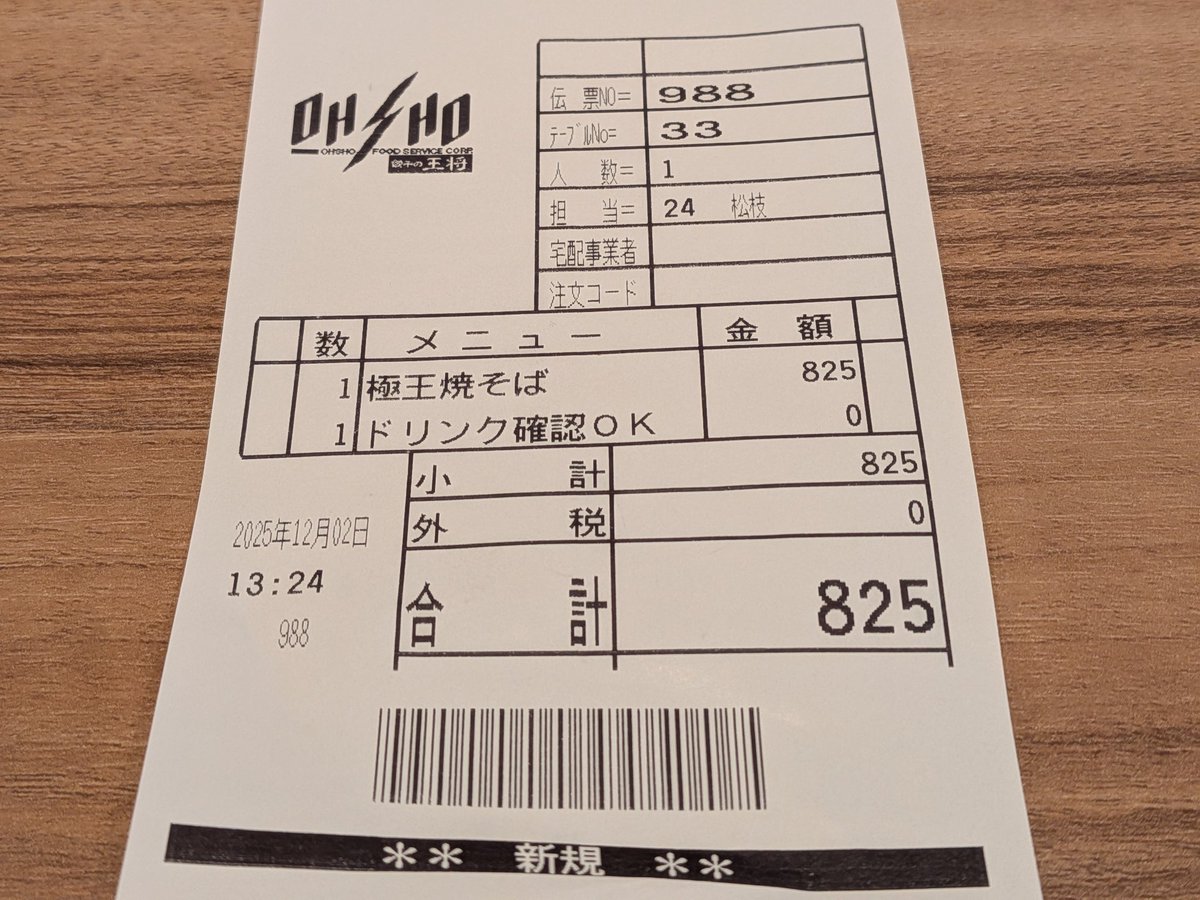 OHSHO
OHSHO FOOD SERVICE CORP.
餃子の王将
伝票NO= 988
テーブルNo= 33
人数= 1
担当= 24 松枝
宅配事業者
注文コード
数 メニュー 金額
1 極王焼そば 825
1 ドリンク確認OK 0
小計 825
外税 0
2025年12月02日
13:24
988
合計 825
** 新規 **